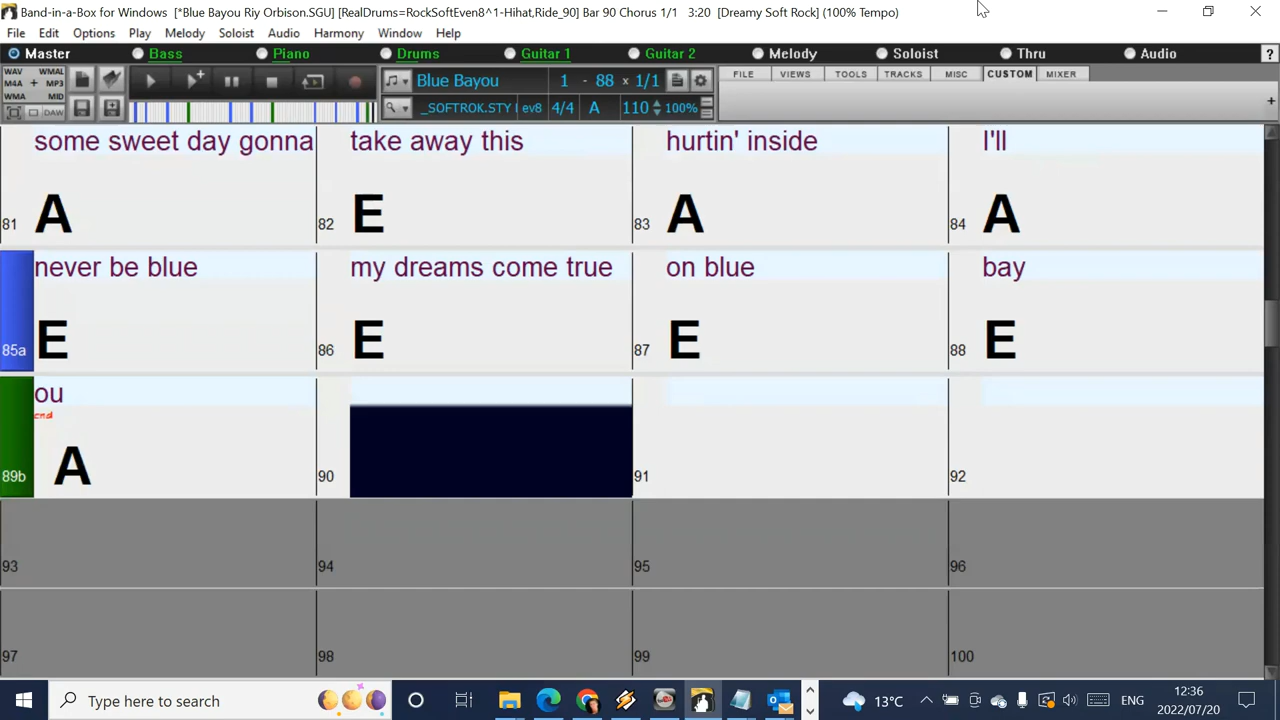 Band-in-a-Box for Windows [*Blue Bayou Riy Orbison.SGU] [RealDrums=RockSoftEven8^1-Hihat,Ride_90] Bar 90 Chorus 1/1 3:20 [Dreamy Soft Rock] (100% Tempo)
File Edit Options Play Melody Soloist Audio Harmony Window Help
Master Bass Piano Drums Guitar 1 Guitar 2 Melody Soloist Thru Audio ?
WAV WMAL
M4A + MP3
WMA MID
DAW
Blue Bayou 1 - 88 x 1/1
_SOFTROK.STY ev8 4/4 A 110 100%
FILE VIEWS TOOLS TRACKS MISC CUSTOM MIXER
+
some sweet day gonna take away this hurtin' inside I'll
81 A 82 E 83 A 84 A
never be blue my dreams come true on blue bay
85a E 86 E 87 E 88 E
ou
end
89b A 90 91 92
93 94 95 96
97 98 99 100
Type here to search
13°C
ENG
12:36
2022/07/20